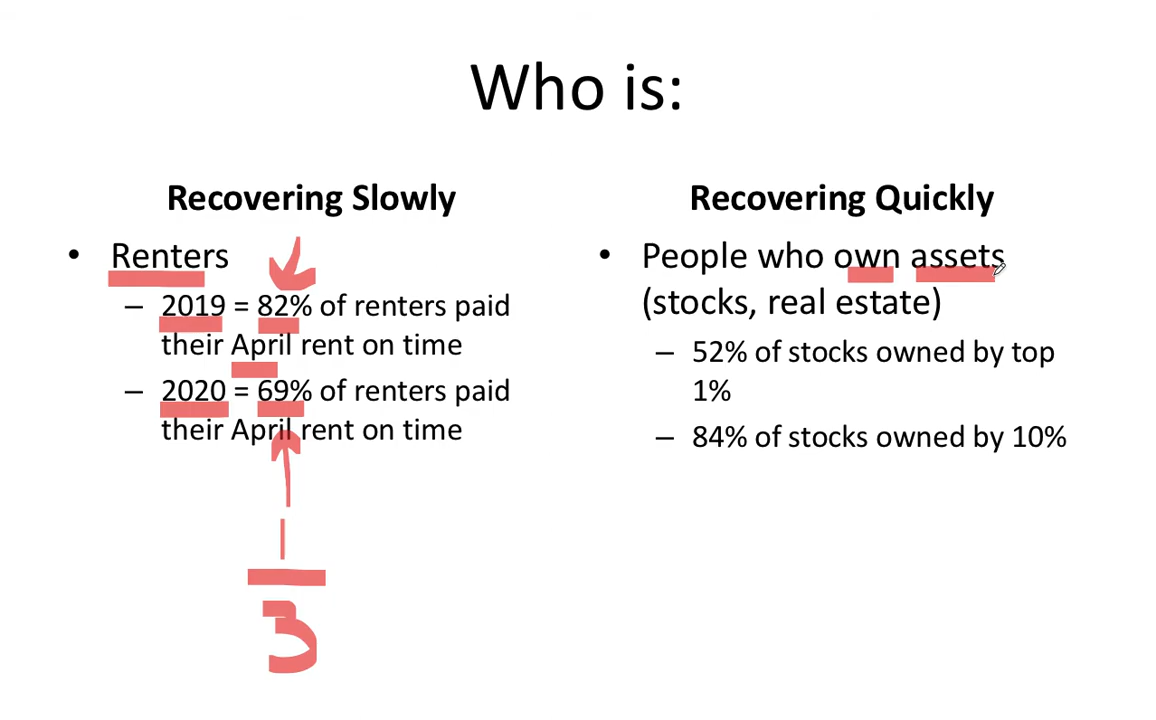 Who is:
Recovering Slowly
• Renters
– 2019 = 82% of renters paid
their April rent on time
– 2020 = 69% of renters paid
their April rent on time
1
3
Recovering Quickly
• People who own assets
(stocks, real estate)
– 52% of stocks owned by top
1%
– 84% of stocks owned by 10%